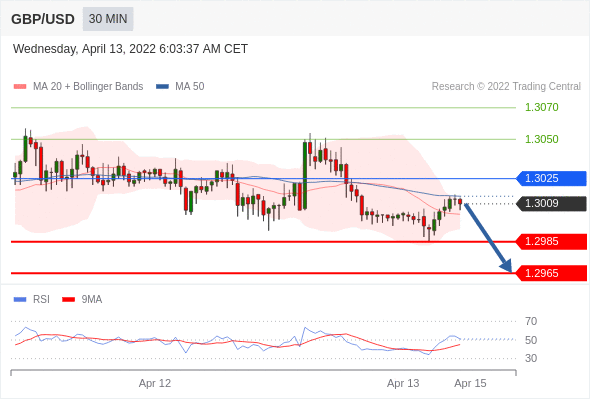 GBP/USD 30 MIN
Wednesday, April 13, 2022 6:03:37 AM CET
MA 20 + Bollinger Bands MA 50 Research © 2022 Trading Central
1.3070
1.3050
1.3025
1.3009
1.2985
1.2965
RSI 9MA
70
50
30
Apr 12 Apr 13 Apr 15